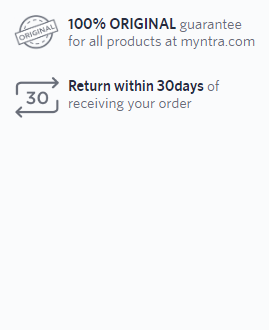 ORIGINAL
100% ORIGINAL guarantee
for all products at myntra.com
30
Return within 30days of
receiving your order